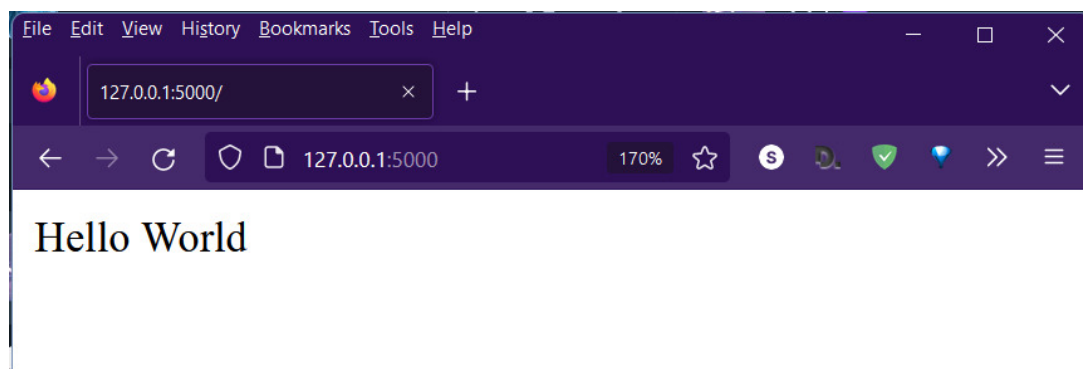 File Edit View History Bookmarks Tools Help
127.0.0.1:5000/
127.0.0.1:5000 170% S D.
Hello World